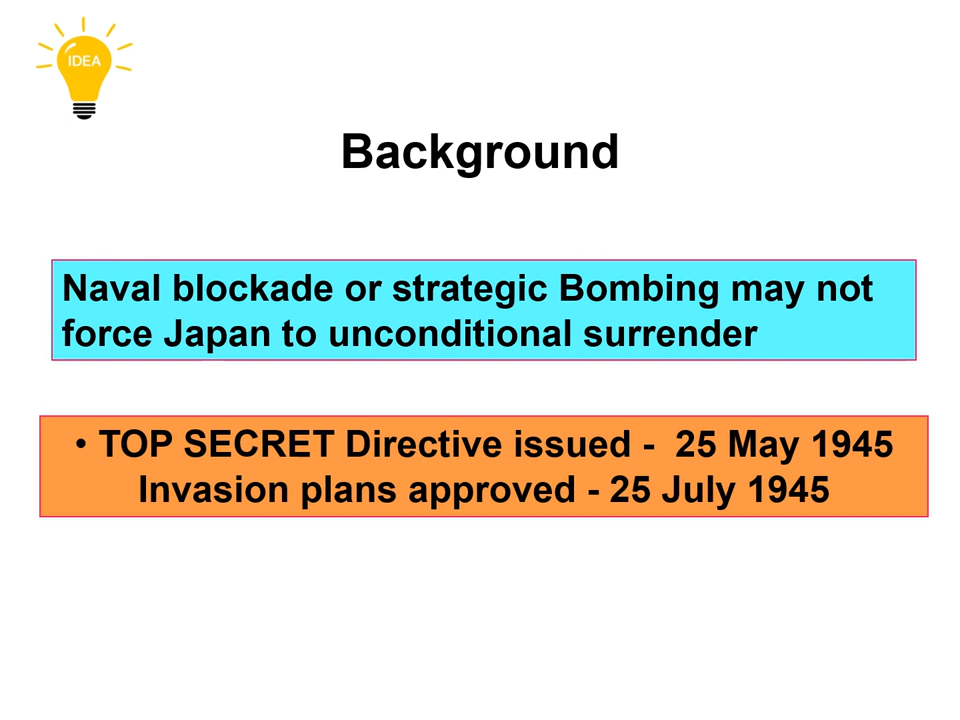 IDEA
Background
Naval blockade or strategic Bombing may not
force Japan to unconditional surrender
• TOP SECRET Directive issued -  25 May 1945
Invasion plans approved - 25 July 1945